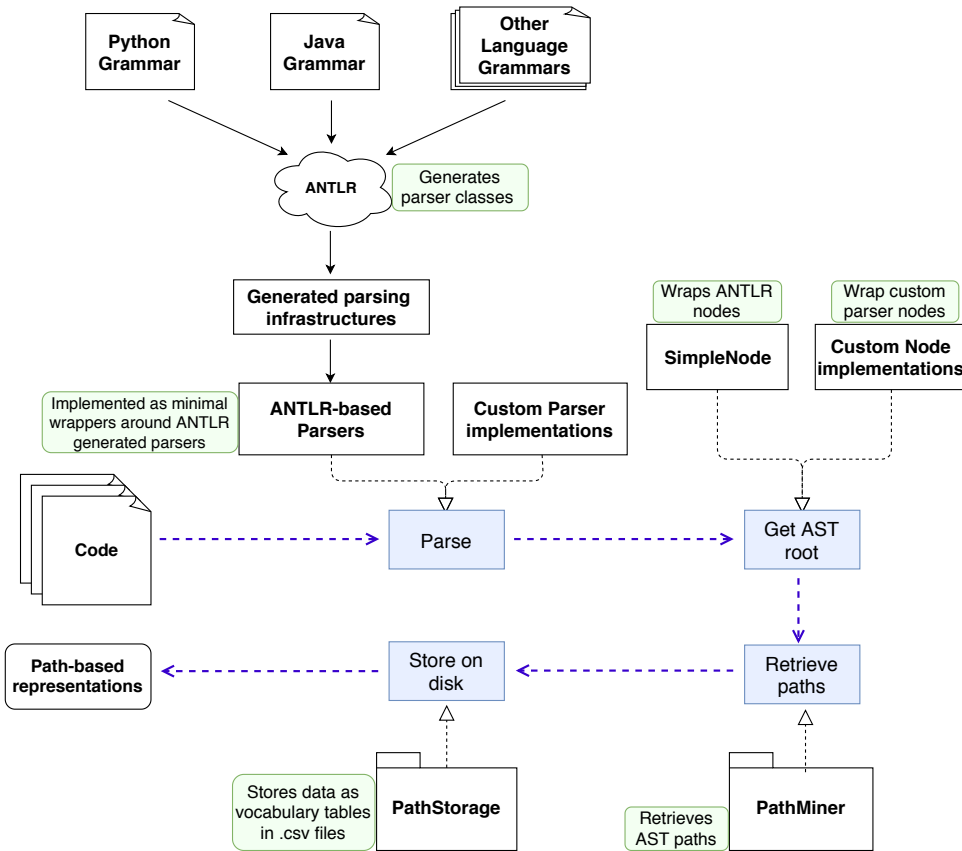 Python
Grammar
Java
Grammar
Other
Language
Grammars
ANTLR
Generates
parser classes
Generated parsing
infrastructures
Wraps ANTLR
nodes
Wrap custom
parser nodes
SimpleNode
Custom Node
implementations
Implemented as minimal
wrappers around ANTLR
generated parsers
ANTLR-based
Parsers
Custom Parser
implementations
Code
Parse
Get AST
root
Path-based
representations
Store on
disk
Retrieve
paths
Stores data as
vocabulary tables
in .csv files
PathStorage
Retrieves
AST paths
PathMiner